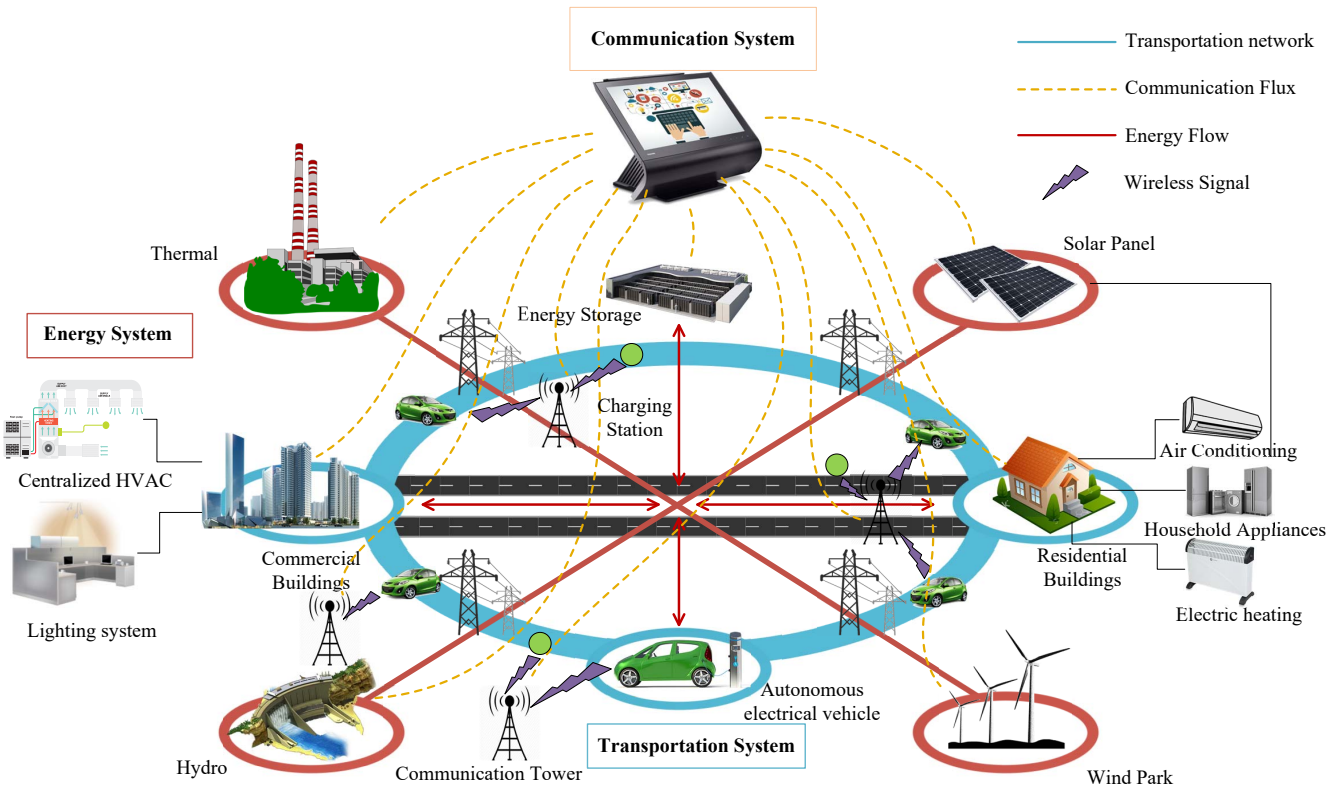 Communication System
Transportation network
Communication Flux
Energy Flow
Wireless Signal
Thermal
Solar Panel
Energy System
Energy Storage
Charging
Station
Centralized HVAC
Air Conditioning
Household Appliances
Commercial
Buildings
Residential
Buildings
Lighting system
Electric heating
Autonomous
electrical vehicle
Transportation System
Hydro
Communication Tower
Wind Park